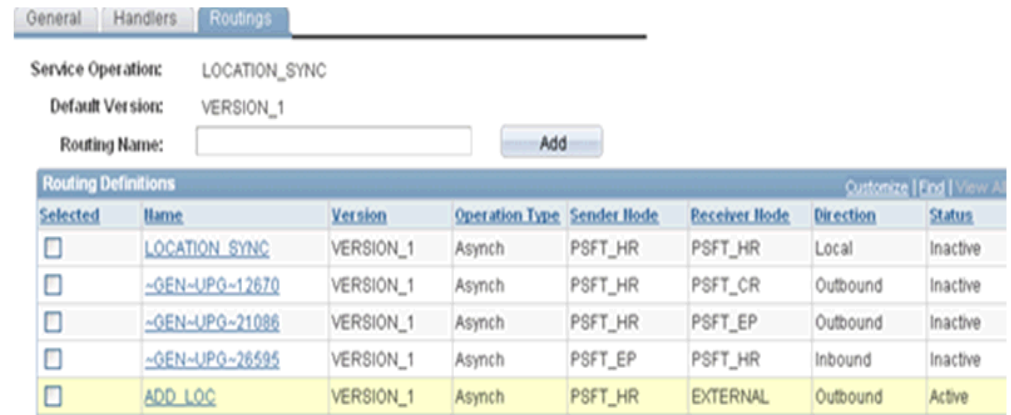 General Handlers Routings
Service Operation: LOCATION_SYNC
Default Version: VERSION_1
Routing Name: Add
Routing Definitions Customize | Find | View Al
Selected Name Version Operation Type Sender Node Receiver Node Direction Status
LOCATION_SYNC VERSION_1 Asynch PSFT_HR PSFT_HR Local Inactive
~GEN~UPG~12670 VERSION_1 Asynch PSFT_HR PSFT_CR Outbound Inactive
~GEN~UPG~21086 VERSION_1 Asynch PSFT_HR PSFT_EP Outbound Inactive
~GEN~UPG~26595 VERSION_1 Asynch PSFT_EP PSFT_HR Inbound Inactive
ADD_LOC VERSION_1 Asynch PSFT_HR EXTERNAL Outbound Active